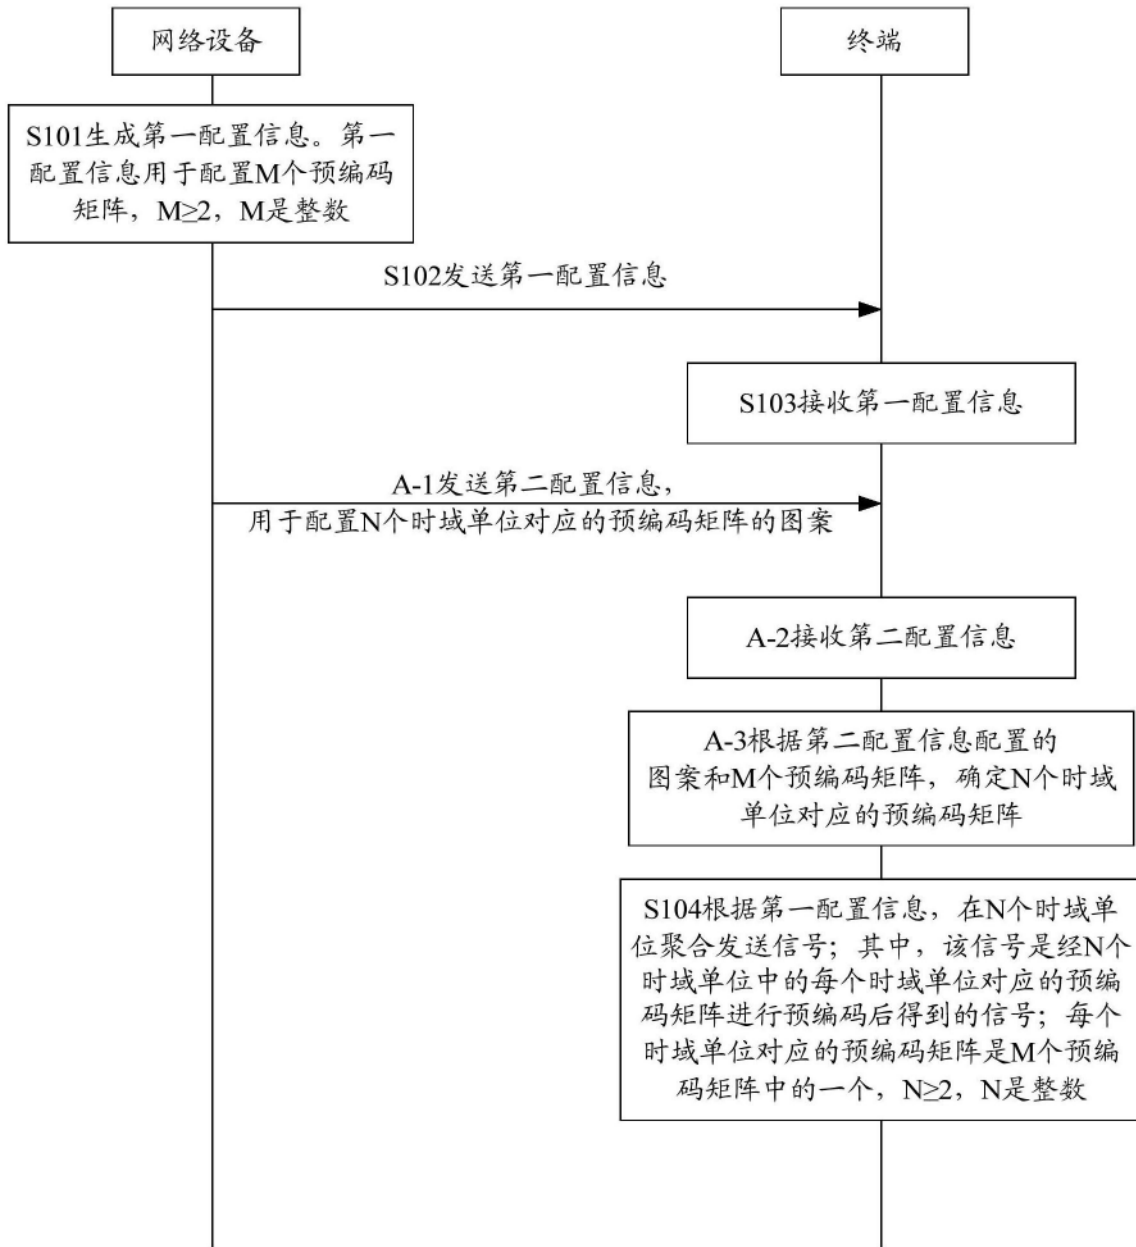 网络设备
终端
S101生成第一配置信息。第一
配置信息用于配置M个预编码
矩阵，M≥2，M是整数
S102发送第一配置信息
S103接收第一配置信息
A-1发送第二配置信息，
用于配置N个时域单位对应的预编码矩阵的图案
A-2接收第二配置信息
A-3根据第二配置信息配置的
图案和M个预编码矩阵，确定N个时域
单位对应的预编码矩阵
S104根据第一配置信息，在N个时域单
位聚合发送信号；其中，该信号是经N个
时域单位中的每个时域单位对应的预编
码矩阵进行预编码后得到的信号；每个
时域单位对应的预编码矩阵是M个预编
码矩阵中的一个，N≥2，N是整数